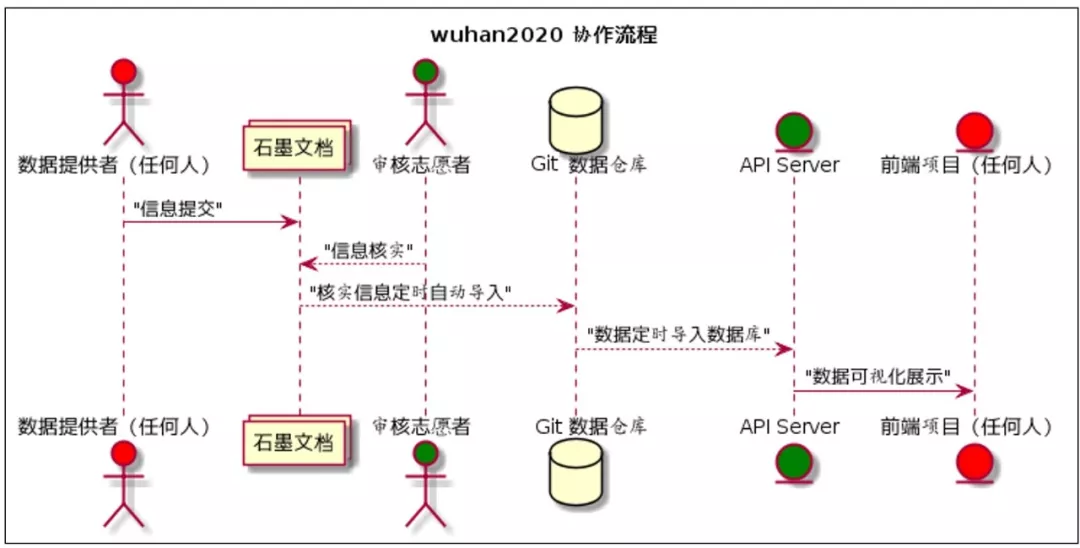 wuhan2020 协作流程
数据提供者（任何人）
石墨文档
审核志愿者
Git 数据仓库
API Server
前端项目（任何人）
"信息提交"
"信息核实"
"核实信息定时自动导入"
"数据定时导入数据库"
"数据可视化展示"
数据提供者（任何人）
石墨文档
审核志愿者
Git 数据仓库
API Server
前端项目（任何人）